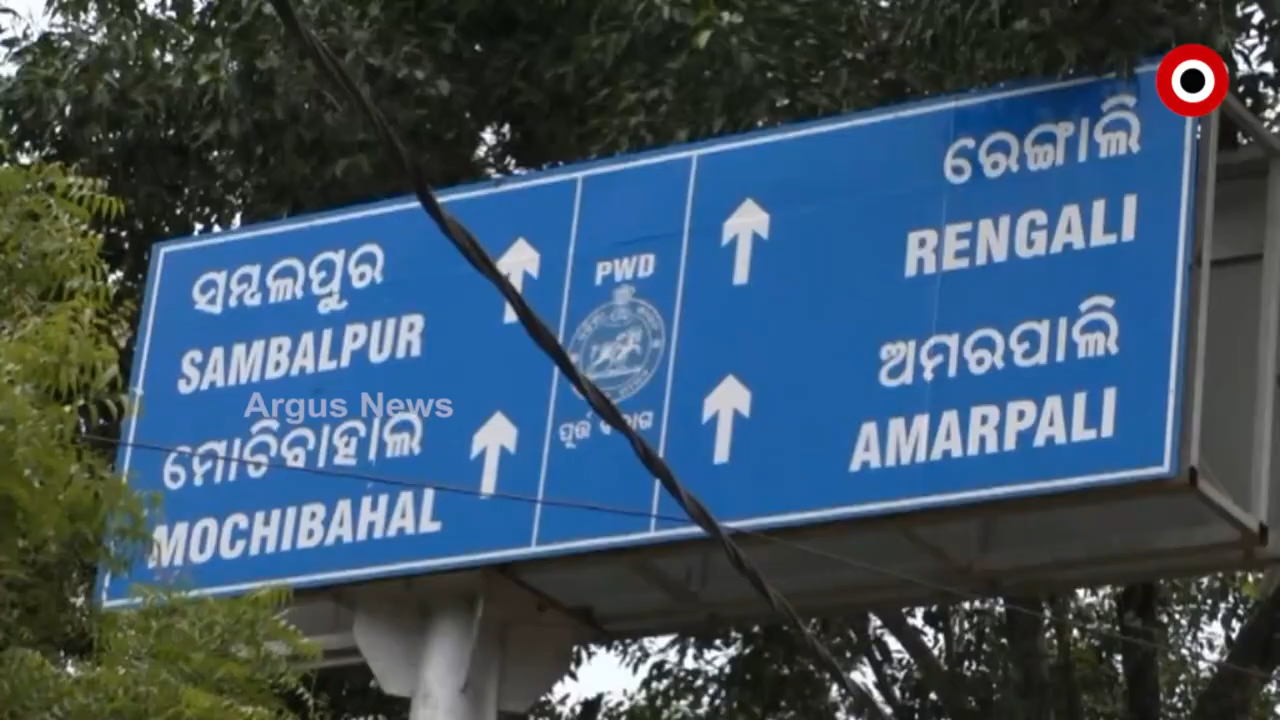 ସମ୍ବଲପୁର
SAMBALPUR
Argus News
ମୋଚିବାହାଲ
MOCHIBAHAL
PWD
ପୂର୍ତ୍ତ
ରେଙ୍ଗାଲି
RENGALI
ଅମରପାଲି
AMARPALI